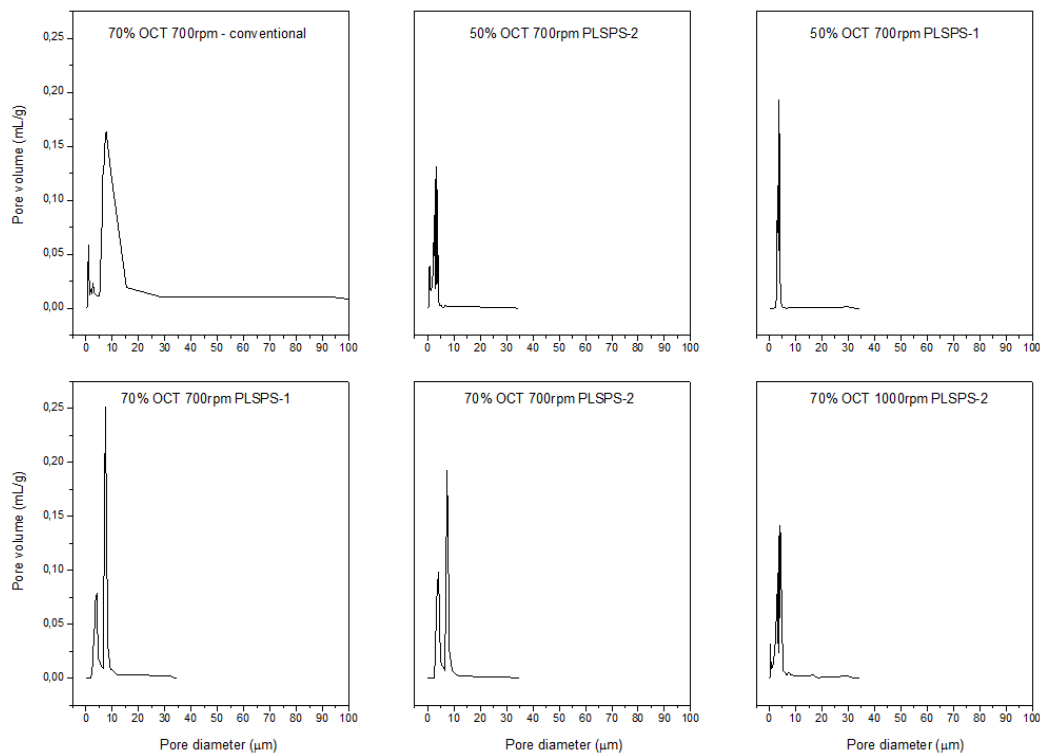 70% OCT 700rpm - conventional
50% OCT 700rpm PLSPS-2
50% OCT 700rpm PLSPS-1
Pore volume (mL/g)
0,25
0,20
0,15
0,10
0,05
0,00
0 10 20 30 40 50 60 70 80 90 100
0 10 20 30 40 50 60 70 80 90 100
0 10 20 30 40 50 60 70 80 90 100
70% OCT 700rpm PLSPS-1
70% OCT 700rpm PLSPS-2
70% OCT 1000rpm PLSPS-2
Pore volume (mL/g)
0,25
0,20
0,15
0,10
0,05
0,00
0 10 20 30 40 50 60 70 80 90 100
0 10 20 30 40 50 60 70 80 90 100
0 10 20 30 40 50 60 70 80 90 100
Pore diameter (µm)
Pore diameter (µm)
Pore diameter (µm)